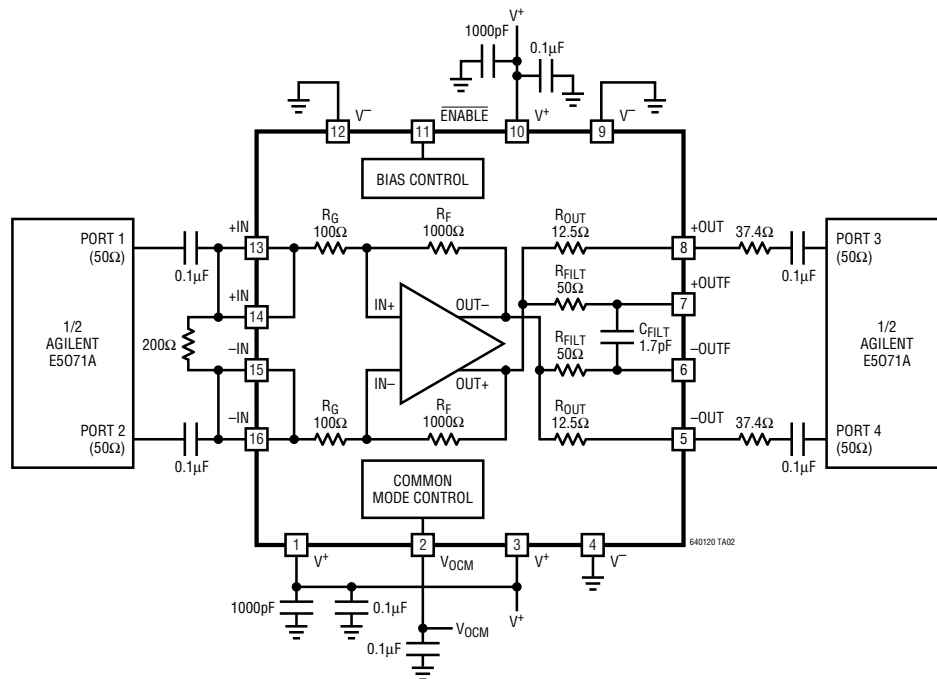 V+
1000pF
0.1µF
V–
ENABLE
V+
V–
12
11
10
9
BIAS CONTROL
PORT 1
(50Ω)
0.1µF
+IN
13
RG
100Ω
RF
1000Ω
ROUT
12.5Ω
+OUT
8
37.4Ω
0.1µF
PORT 3
(50Ω)
+IN
14
IN+
OUT–
RFILT
50Ω
+OUTF
7
1/2
AGILENT
E5071A
200Ω
CFILT
1.7pF
1/2
AGILENT
E5071A
–IN
15
IN–
OUT+
RFILT
50Ω
–OUTF
6
PORT 2
(50Ω)
0.1µF
–IN
16
RG
100Ω
RF
1000Ω
ROUT
12.5Ω
–OUT
5
37.4Ω
0.1µF
PORT 4
(50Ω)
COMMON
MODE CONTROL
640120 TA02
1
2
3
4
V+
VOCM
V+
V–
1000pF
0.1µF
V+
VOCM
0.1µF